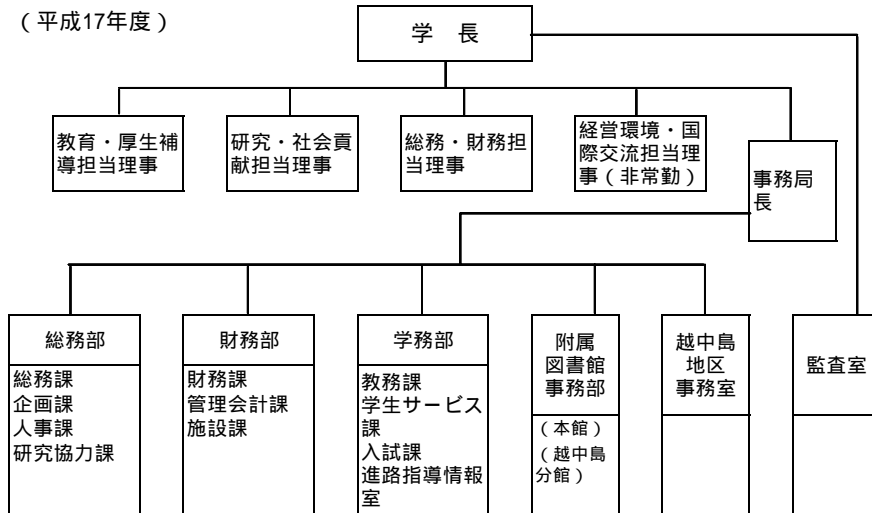 （平成17年度）
学　長
教育・厚生補
導担当理事
研究・社会貢
献担当理事
総務・財務担
当理事
経営環境・国
際交流担当理
事（非常勤）
事務局
長
総務部
総務課
企画課
人事課
研究協力課
財務部
財務課
管理会計課
施設課
学務部
教務課
学生サービス
課
入試課
進路指導情報
室
附属
図書館
事務部
（本館）
（越中島
分館）
越中島
地区
事務室
監査室